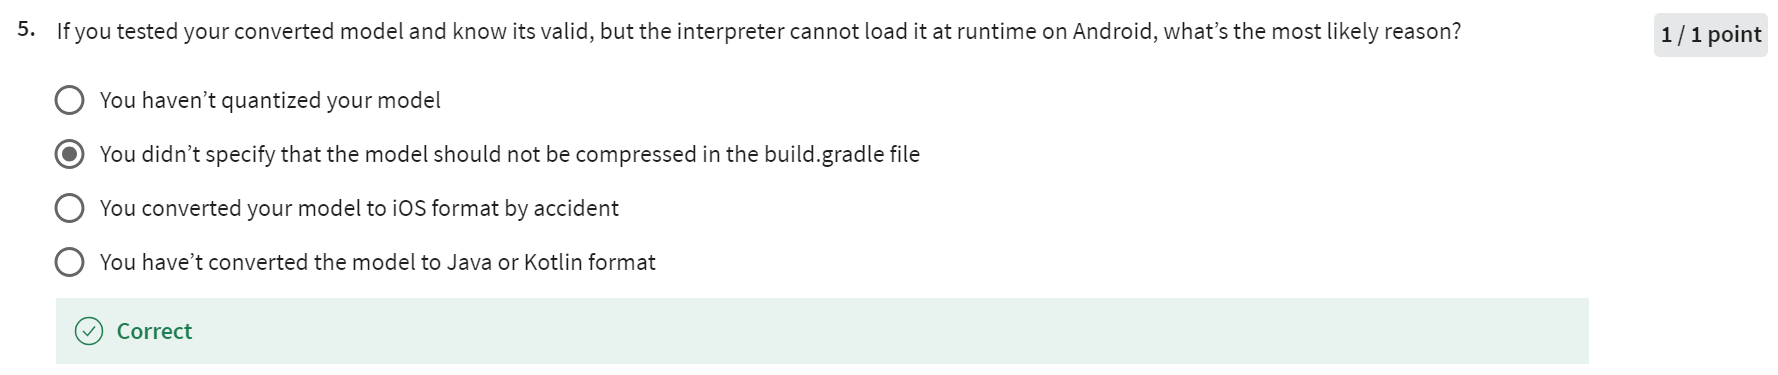 5. If you tested your converted model and know its valid, but the interpreter cannot load it at runtime on Android, what’s the most likely reason?
1 / 1 point
You haven’t quantized your model
You didn’t specify that the model should not be compressed in the build.gradle file
You converted your model to iOS format by accident
You have’t converted the model to Java or Kotlin format
Correct